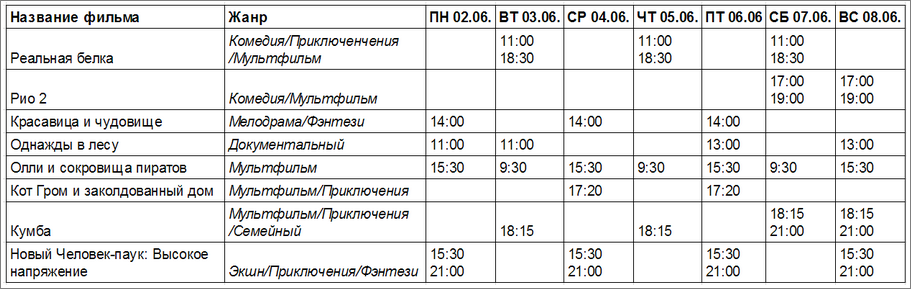 Название фильма Жанр ПН 02.06. ВТ 03.06. СР 04.06. ЧТ 05.06. ПТ 06.06 СБ 07.06. ВС 08.06.
Комедия/Приключенчения 11:00 11:00 11:00
Реальная белка /Мультфильм 18:30 18:30 18:30
17:00 17:00
Рио 2 Комедия/Мультфильм 19:00 19:00
Красавица и чудовище Мелодрама/Фэнтези 14:00 14:00 14:00
Однажды в лесу Документальный 11:00 11:00 13:00 13:00
Олли и сокровища пиратов Мультфильм 15:30 9:30 15:30 9:30 15:30 9:30 15:30
Кот Гром и заколдованный дом Мультфильм/Приключения 17:20 17:20
Мультфильм/Приключения 18:15 18:15
Кумба /Семейный 18:15 18:15 21:00 21:00
Новый Человек-паук: Высокое 15:30 15:30 15:30 15:30
напряжение Экшн/Приключения/Фэнтези 21:00 21:00 21:00 21:00